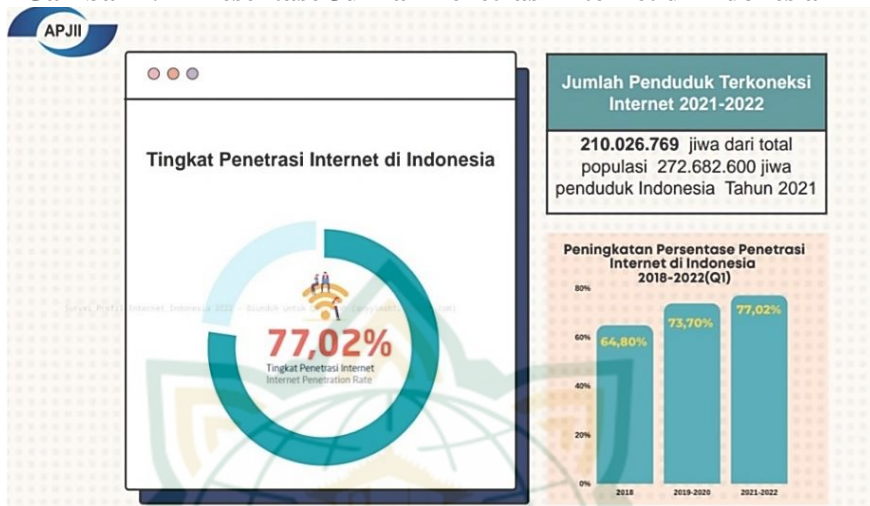 APJII
Tingkat Penetrasi Internet di Indonesia
77,02%
Tingkat Penetrasi Internet
Internet Penetration Rate
Jumlah Penduduk Terkoneksi
Internet 2021-2022
210.026.769 jiwa dari total
populasi 272.682.600 jiwa
penduduk Indonesia Tahun 2021
Peningkatan Persentase Penetrasi
Internet di Indonesia
2018-2022(Q1)
80%
60%
40%
20%
0%
64,80%
73,70%
77,02%
2018
2019-2020
2021-2022